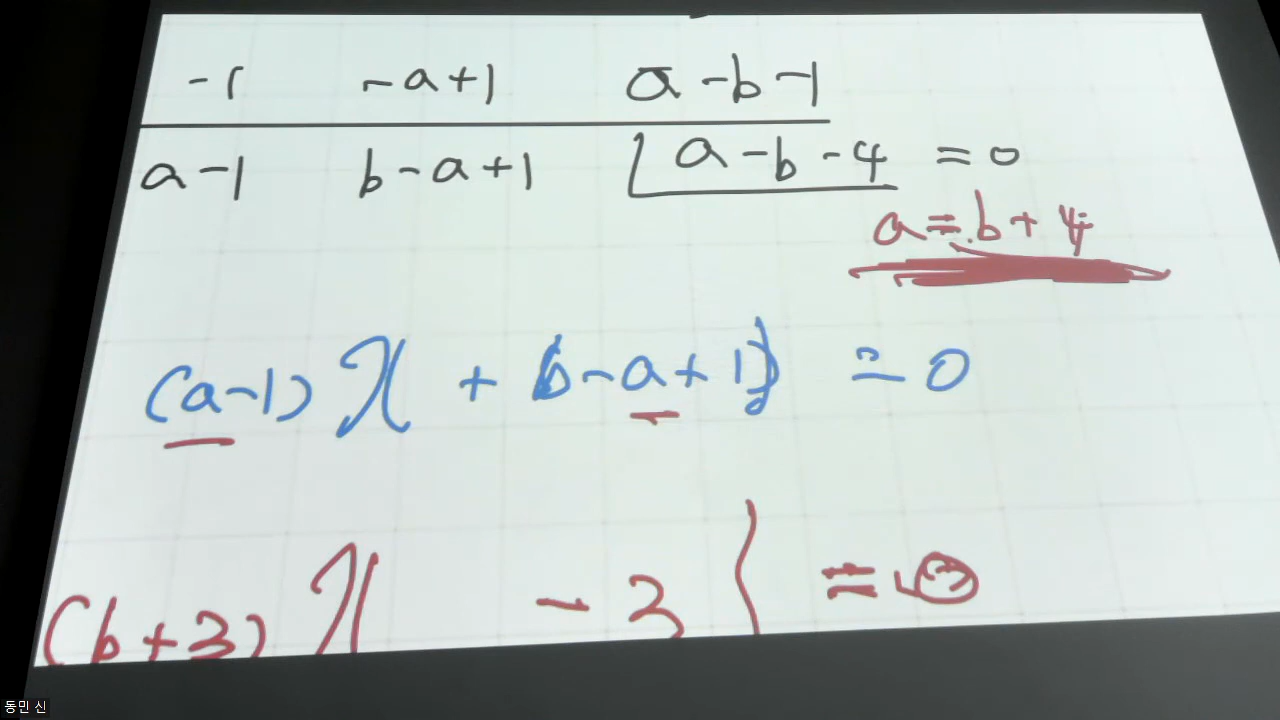 -1 -a+1 a-b-1
a-1 b-a+1 a-b-4 =0
a=b+4
(a-1)x + (b-a+1) =0
(b+3)x -3 =0
동민 신